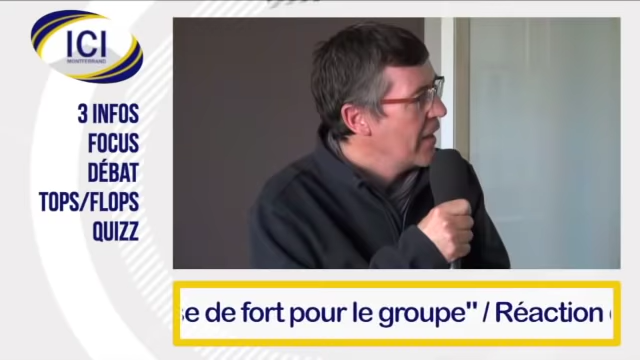 ICI
MONTFERRAND
3 INFOS
FOCUS
DÉBAT
TOPS/FLOPS
QUIZZ
de fort pour le groupe" / Réaction